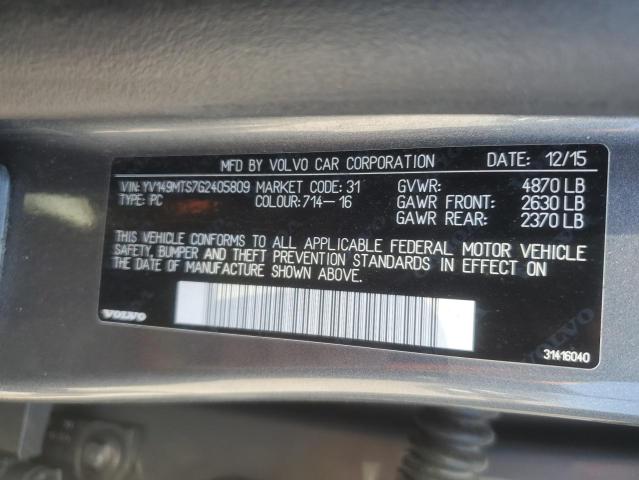 MFD BY VOLVO CAR CORPORATION DATE: 12/15
VIN: YV149MTS7G2405809 MARKET CODE: 31 GVWR: 4870 LB
TYPE: PC COLOUR: 714-16 GAWR FRONT: 2630 LB
GAWR REAR: 2370 LB
THIS VEHICLE CONFORMS TO ALL APPLICABLE FEDERAL MOTOR VEHICLE
SAFETY, BUMPER AND THEFT PREVENTION STANDARDS IN EFFECT ON
THE DATE OF MANUFACTURE SHOWN ABOVE.
VOLVO
31416040